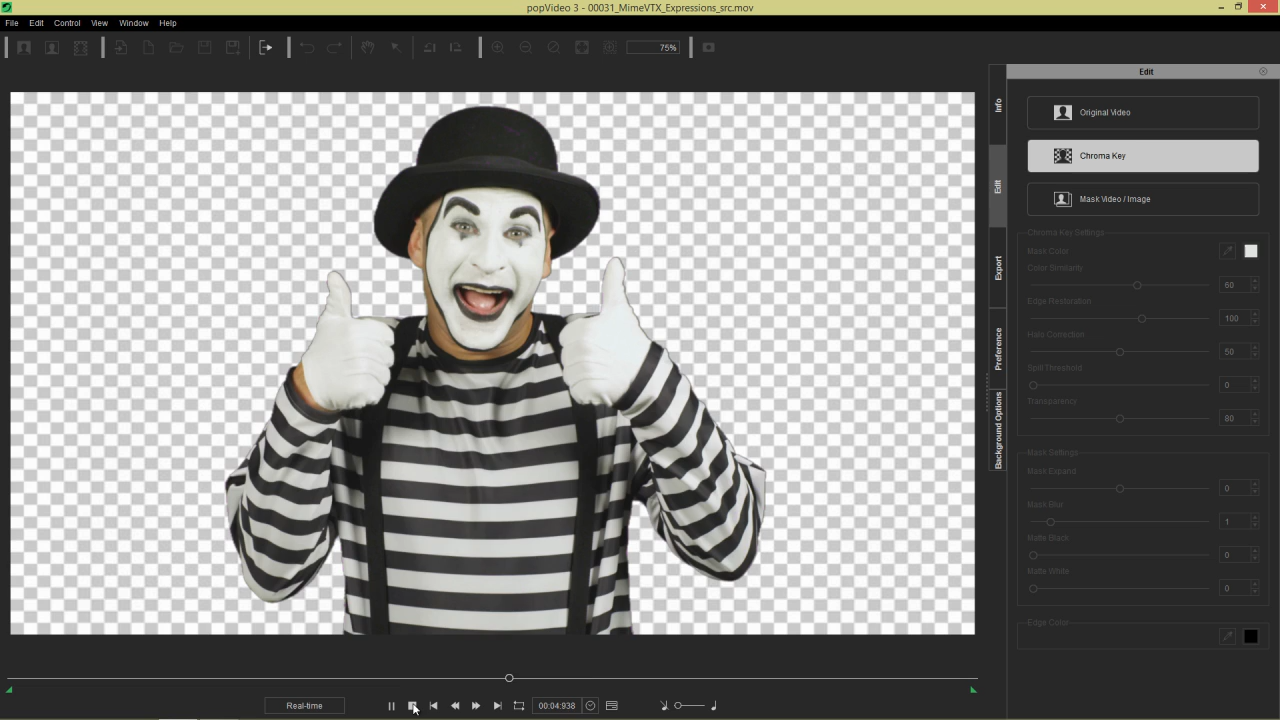 popVideo 3 - 00031_MimeVTX_Expressions_src.mov
File Edit Control View Window Help
75%
Info
Edit
Export
Preference
Background Options
Edit
Original Video
Chroma Key
Mask Video / Image
Chroma Key Settings
Mask Color
Color Similarity
60
Edge Restoration
100
Halo Correction
50
Spill Threshold
0
Transparency
80
Mask Settings
Mask Expand
0
Mask Blur
1
Matte Black
0
Matte White
0
Edge Color
Real-time
00:04:938